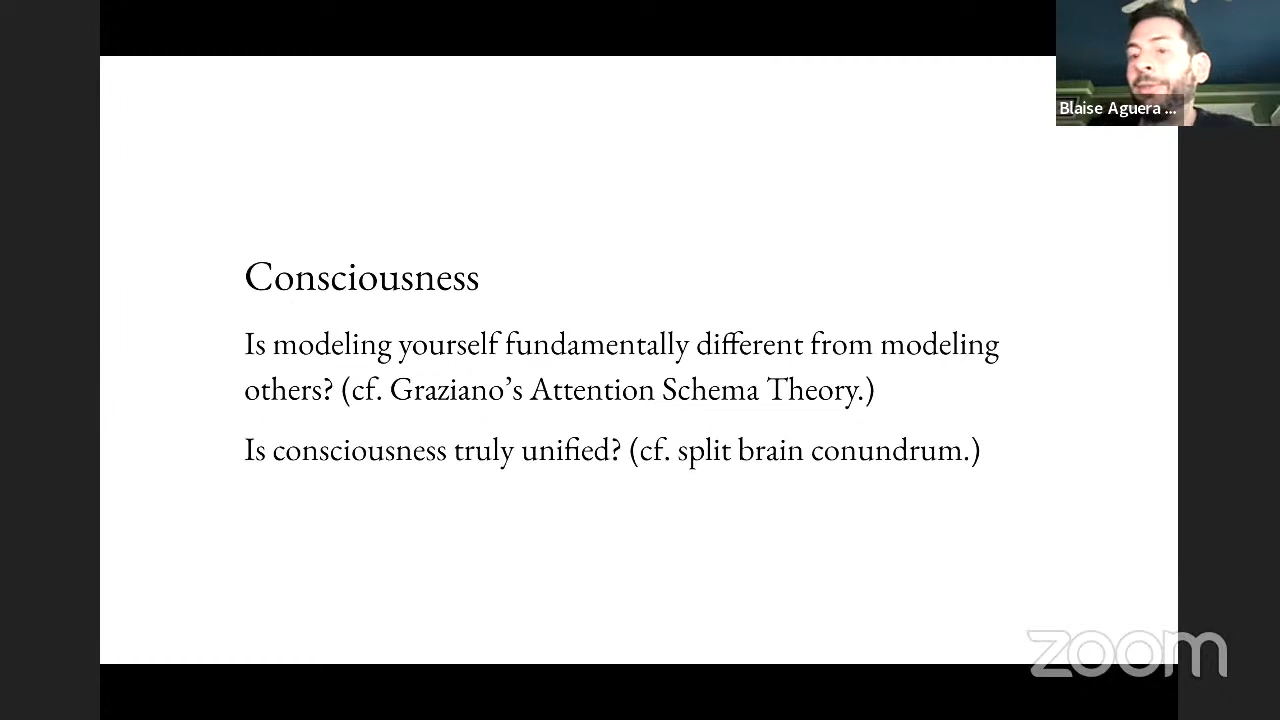 Blaise Aguera ...
Consciousness
Is modeling yourself fundamentally different from modeling
others? (cf. Graziano’s Attention Schema Theory.)
Is consciousness truly unified? (cf. split brain conundrum.)
zoom